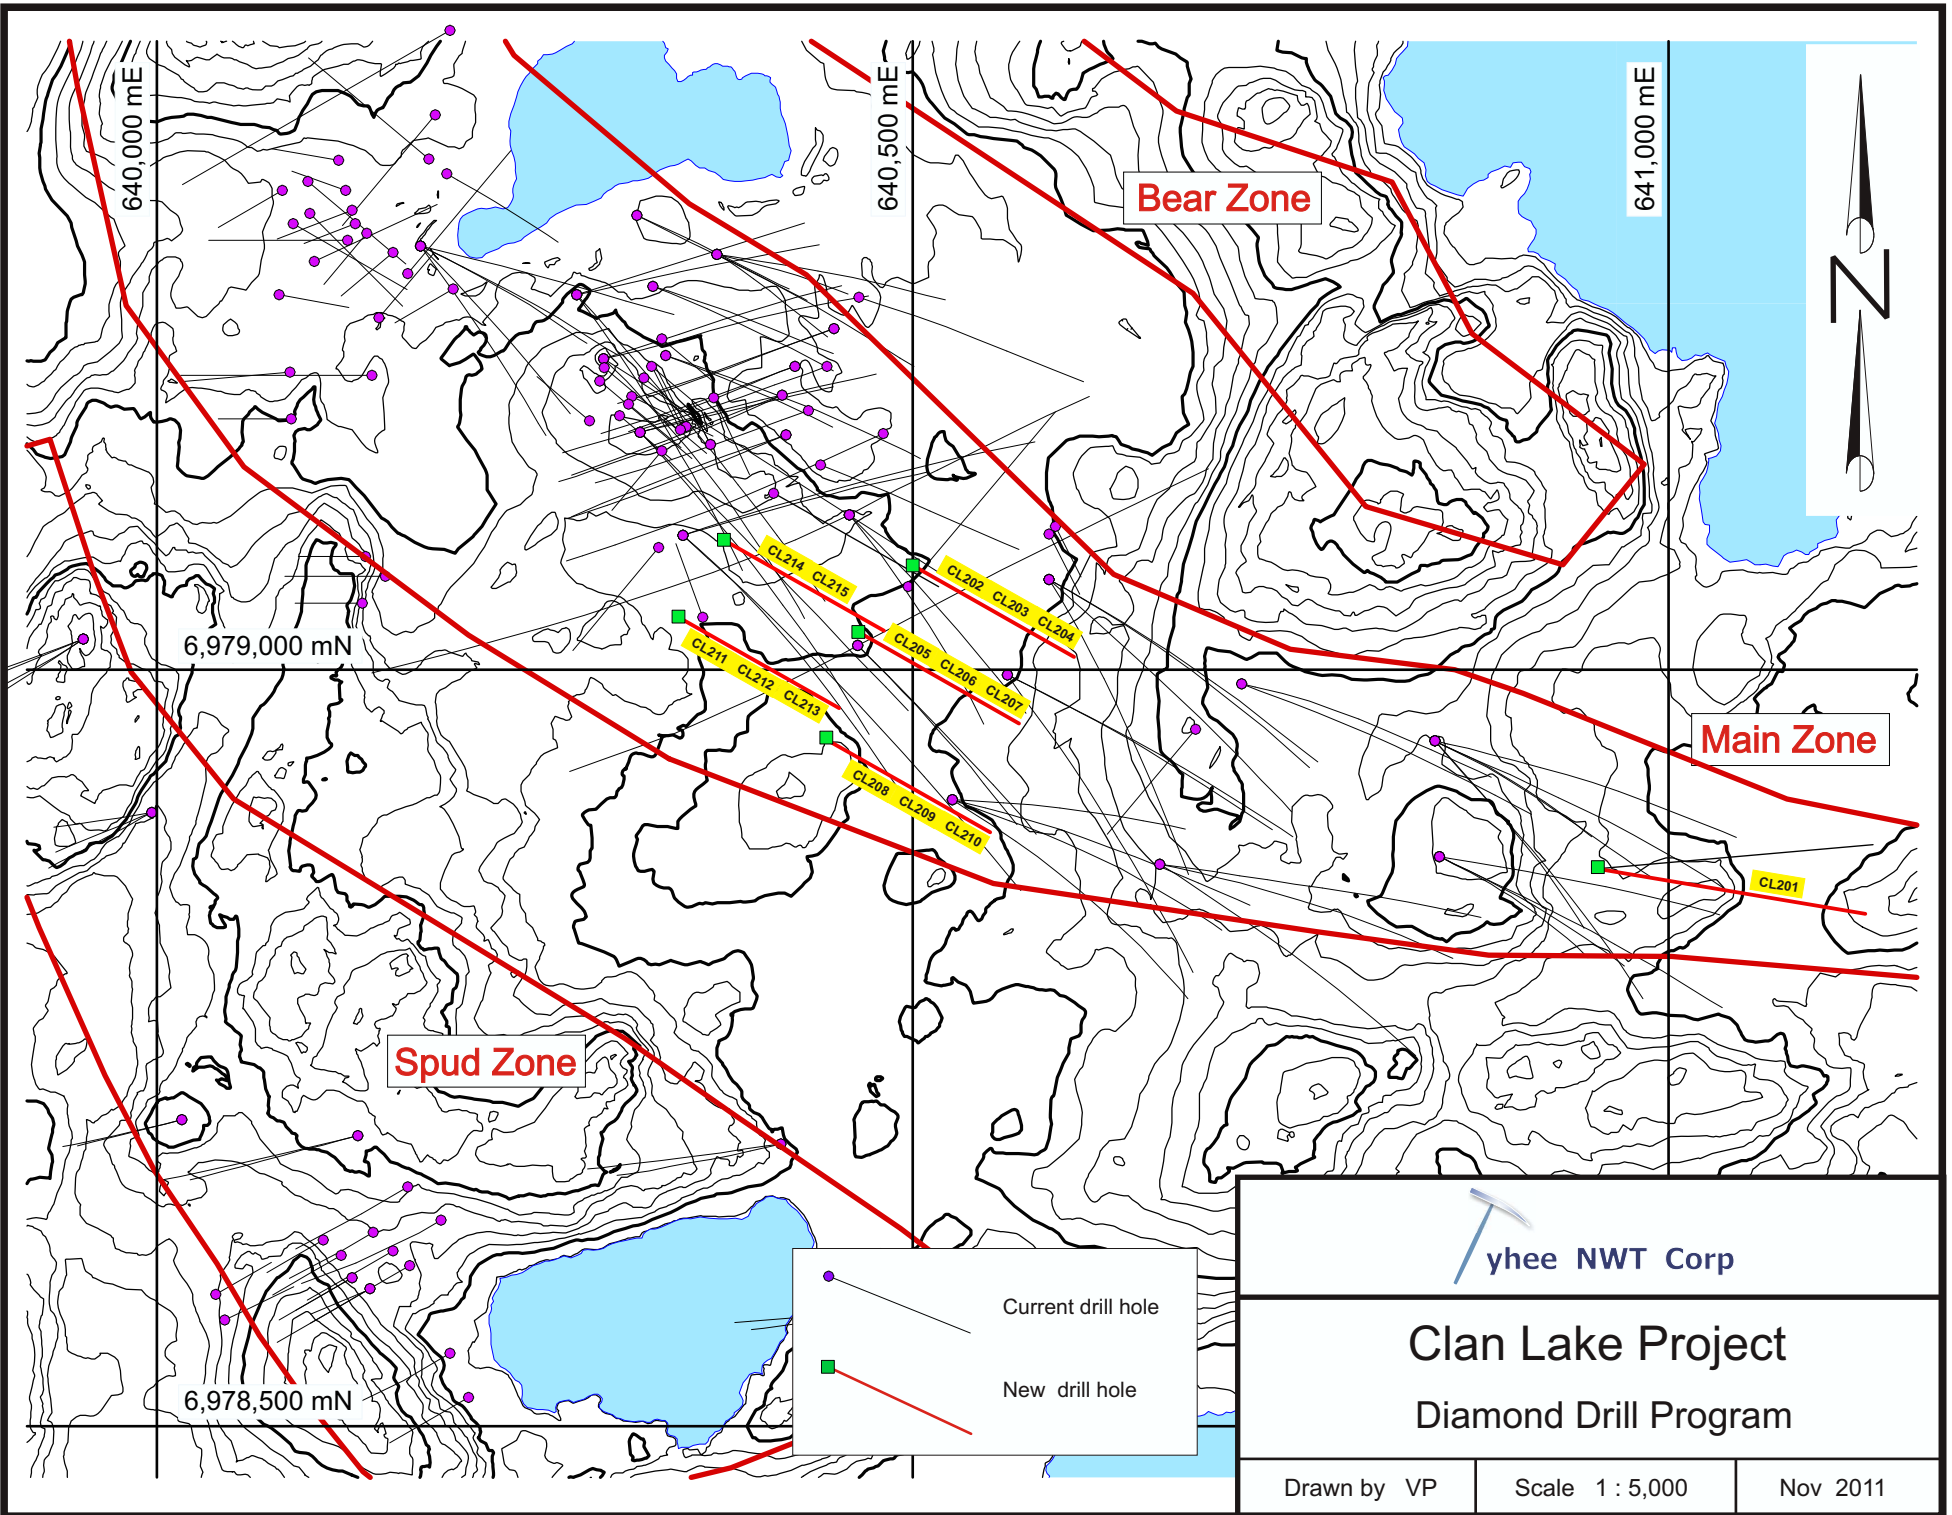 640,000 mE
640,500 mE
641,000 mE
Bear Zone
N
CL214 CL215
CL202 CL203 CL204
6,979,000 mN
CL211 CL212 CL213
CL205 CL206 CL207
Main Zone
CL208 CL209 CL210
CL201
Spud Zone
yhee NWT Corp
Current drill hole
New drill hole
Clan Lake Project
Diamond Drill Program
6,978,500 mN
Drawn by VP
Scale 1 : 5,000
Nov 2011